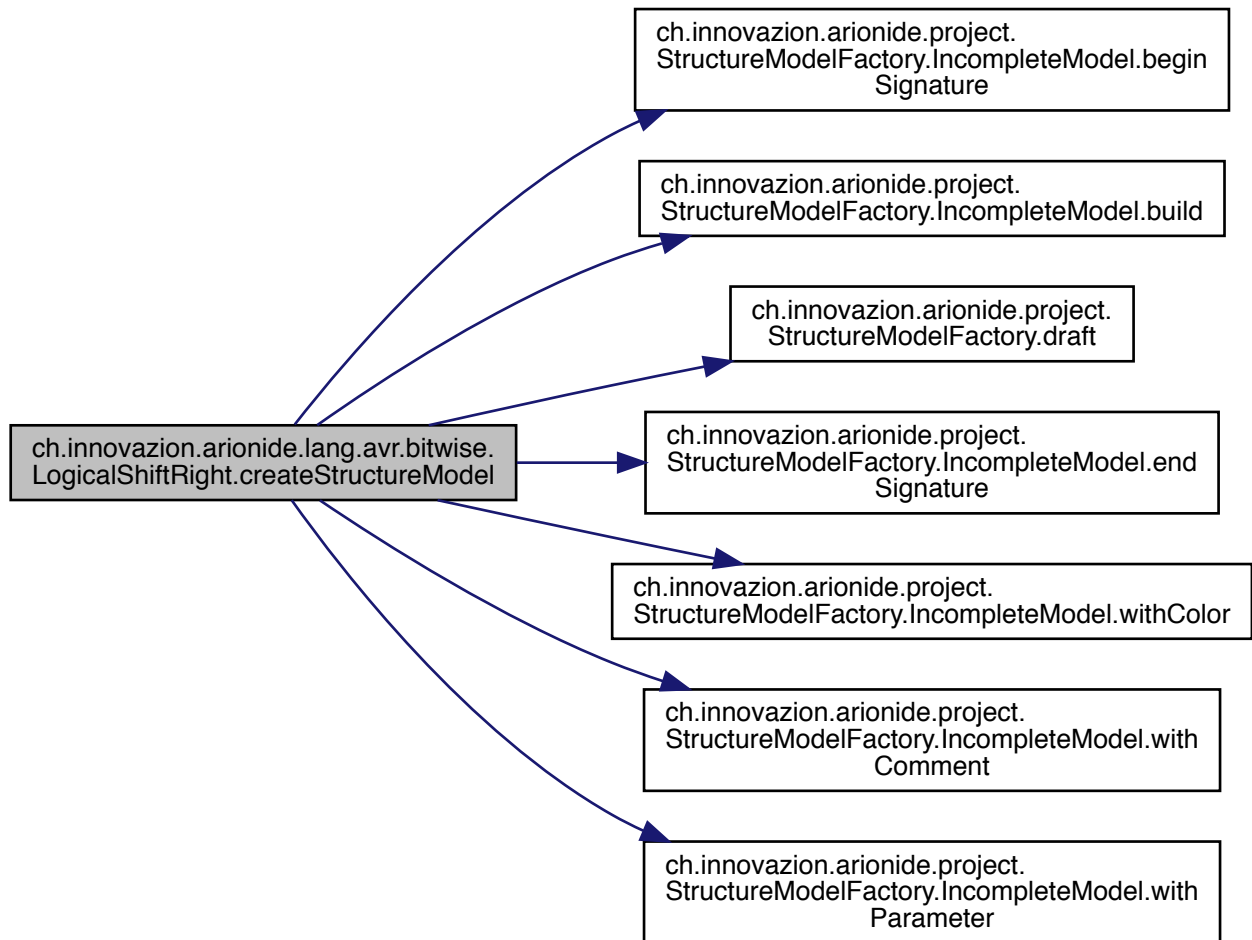 ch.innovazion.arionide.project.
StructureModelFactory.IncompleteModel.begin
Signature
ch.innovazion.arionide.project.
StructureModelFactory.IncompleteModel.build
ch.innovazion.arionide.project.
StructureModelFactory.draft
ch.innovazion.arionide.lang.avr.bitwise.
LogicalShiftRight.createStructureModel
ch.innovazion.arionide.project.
StructureModelFactory.IncompleteModel.end
Signature
ch.innovazion.arionide.project.
StructureModelFactory.IncompleteModel.withColor
ch.innovazion.arionide.project.
StructureModelFactory.IncompleteModel.with
Comment
ch.innovazion.arionide.project.
StructureModelFactory.IncompleteModel.with
Parameter